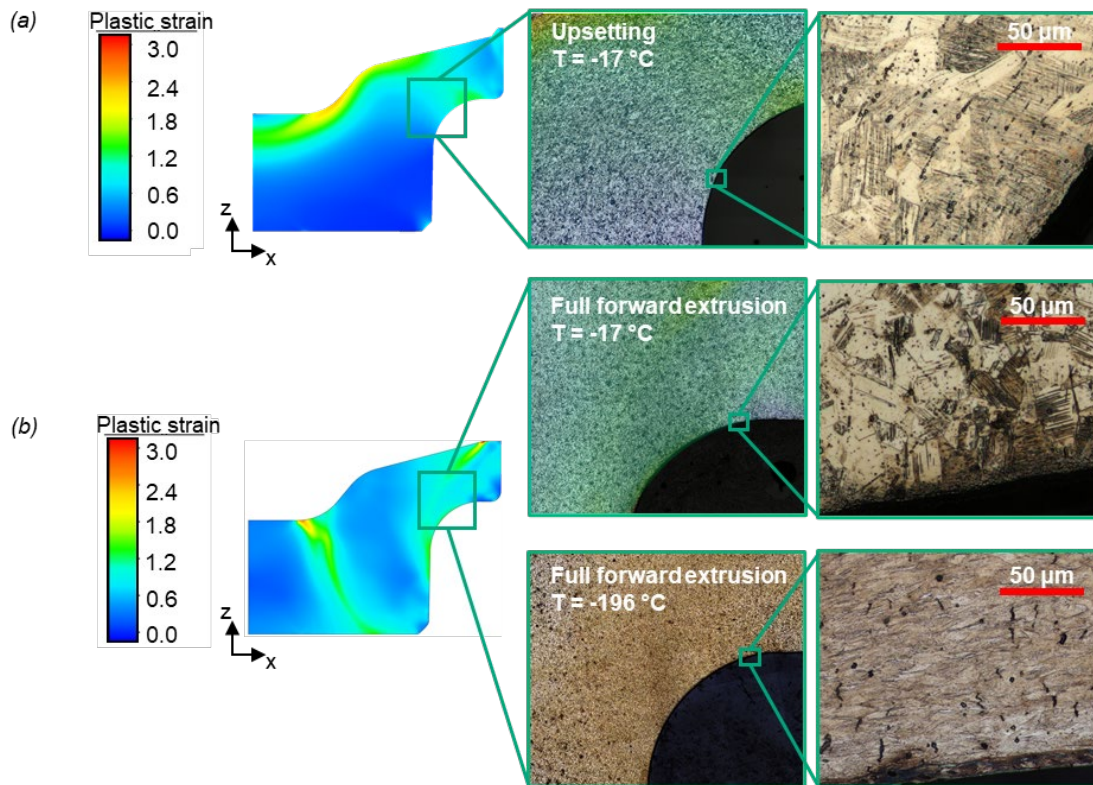 (a)
Plastic strain
3.0
2.4
1.8
1.2
0.6
0.0
z
x
Upsetting
T = -17 °C
50 µm
(b)
Plastic strain
3.0
2.4
1.8
1.2
0.6
0.0
z
x
Full forward extrusion
T = -17 °C
50 µm
Full forward extrusion
T = -196 °C
50 µm